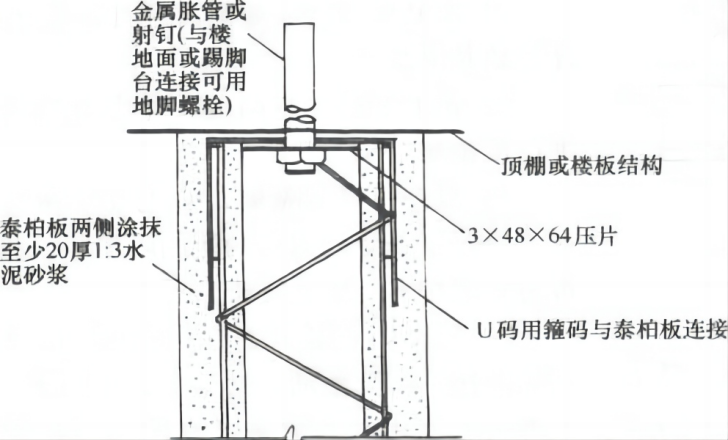 金属胀管或
射钉(与楼
地面或踢脚
台连接可用
地脚螺栓)
顶棚或楼板结构
泰柏板两侧涂抹
至少20厚1:3水
泥砂浆
3×48×64压片
U码用箍码与泰柏板连接